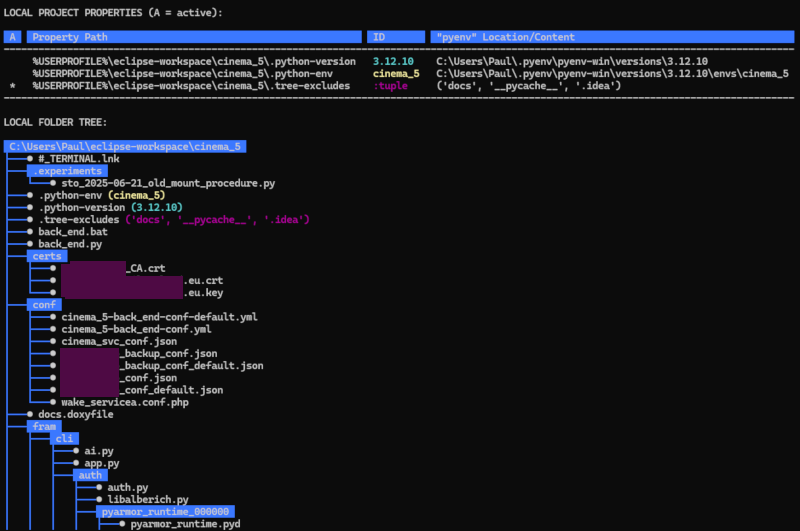 LOCAL PROJECT PROPERTIES (A = active):
A Property Path ID "pyenv" Location/Content
%USERPROFILE%\eclipse-workspace\cinema_5\.python-version 3.12.10 C:\Users\Paul\.pyenv\pyenv-win\versions\3.12.10
%USERPROFILE%\eclipse-workspace\cinema_5\.python-env cinema_5 C:\Users\Paul\.pyenv\pyenv-win\versions\3.12.10\envs\cinema_5
* %USERPROFILE%\eclipse-workspace\cinema_5\.tree-excludes :tuple ('docs', '__pycache__', '.idea')
LOCAL FOLDER TREE:
C:\Users\Paul\eclipse-workspace\cinema_5
#_TERMINAL.lnk
.experiments
sto_2025-06-21_old_mount_procedure.py
.python-env (cinema_5)
.python-version (3.12.10)
.tree-excludes ('docs', '__pycache__', '.idea')
back_end.bat
back_end.py
certs
_CA.crt
.eu.crt
.eu.key
conf
cinema_5-back_end-conf-default.yml
cinema_5-back_end-conf.yml
cinema_svc_conf.json
_backup_conf.json
_backup_conf_default.json
_conf.json
_conf_default.json
wake_servicea.conf.php
docs.doxyfile
fram
cli
ai.py
app.py
auth
auth.py
libalberich.py
pyarmor_runtime_000000
pyarmor_runtime.pyd